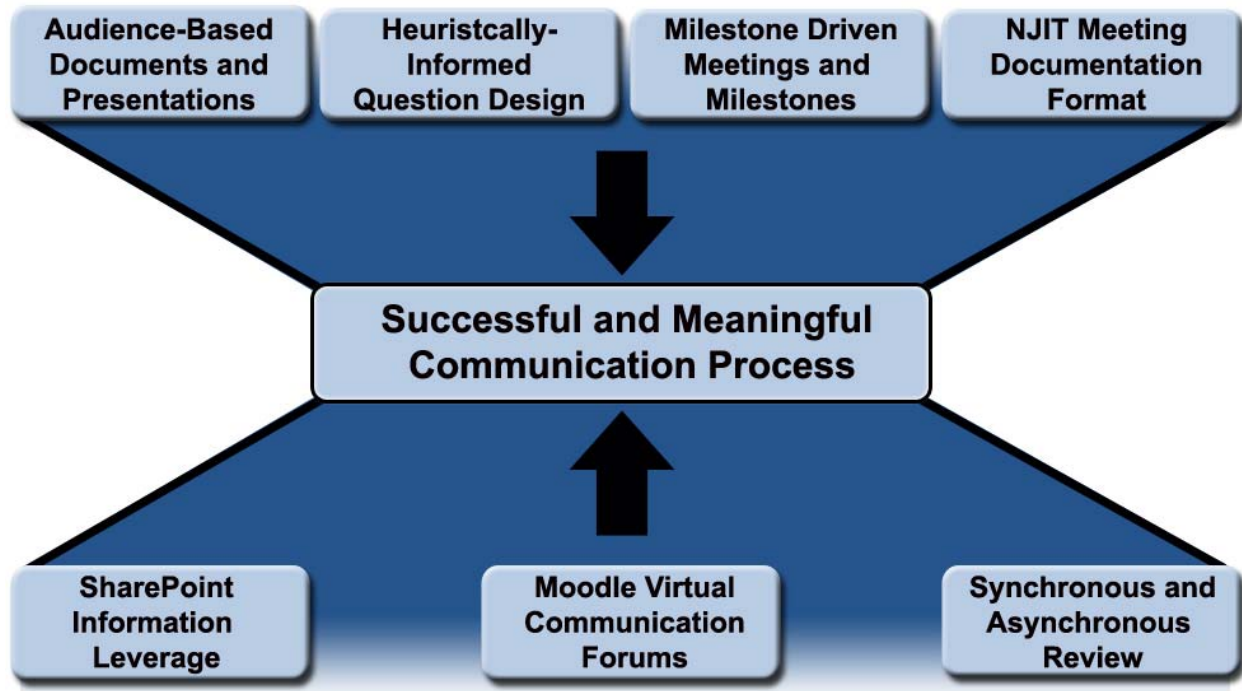 Audience-Based
Documents and
Presentations
Heuristcally-
Informed
Question Design
Milestone Driven
Meetings and
Milestones
NJIT Meeting
Documentation
Format
Successful and Meaningful
Communication Process
SharePoint
Information
Leverage
Moodle Virtual
Communication
Forums
Synchronous and
Asynchronous
Review